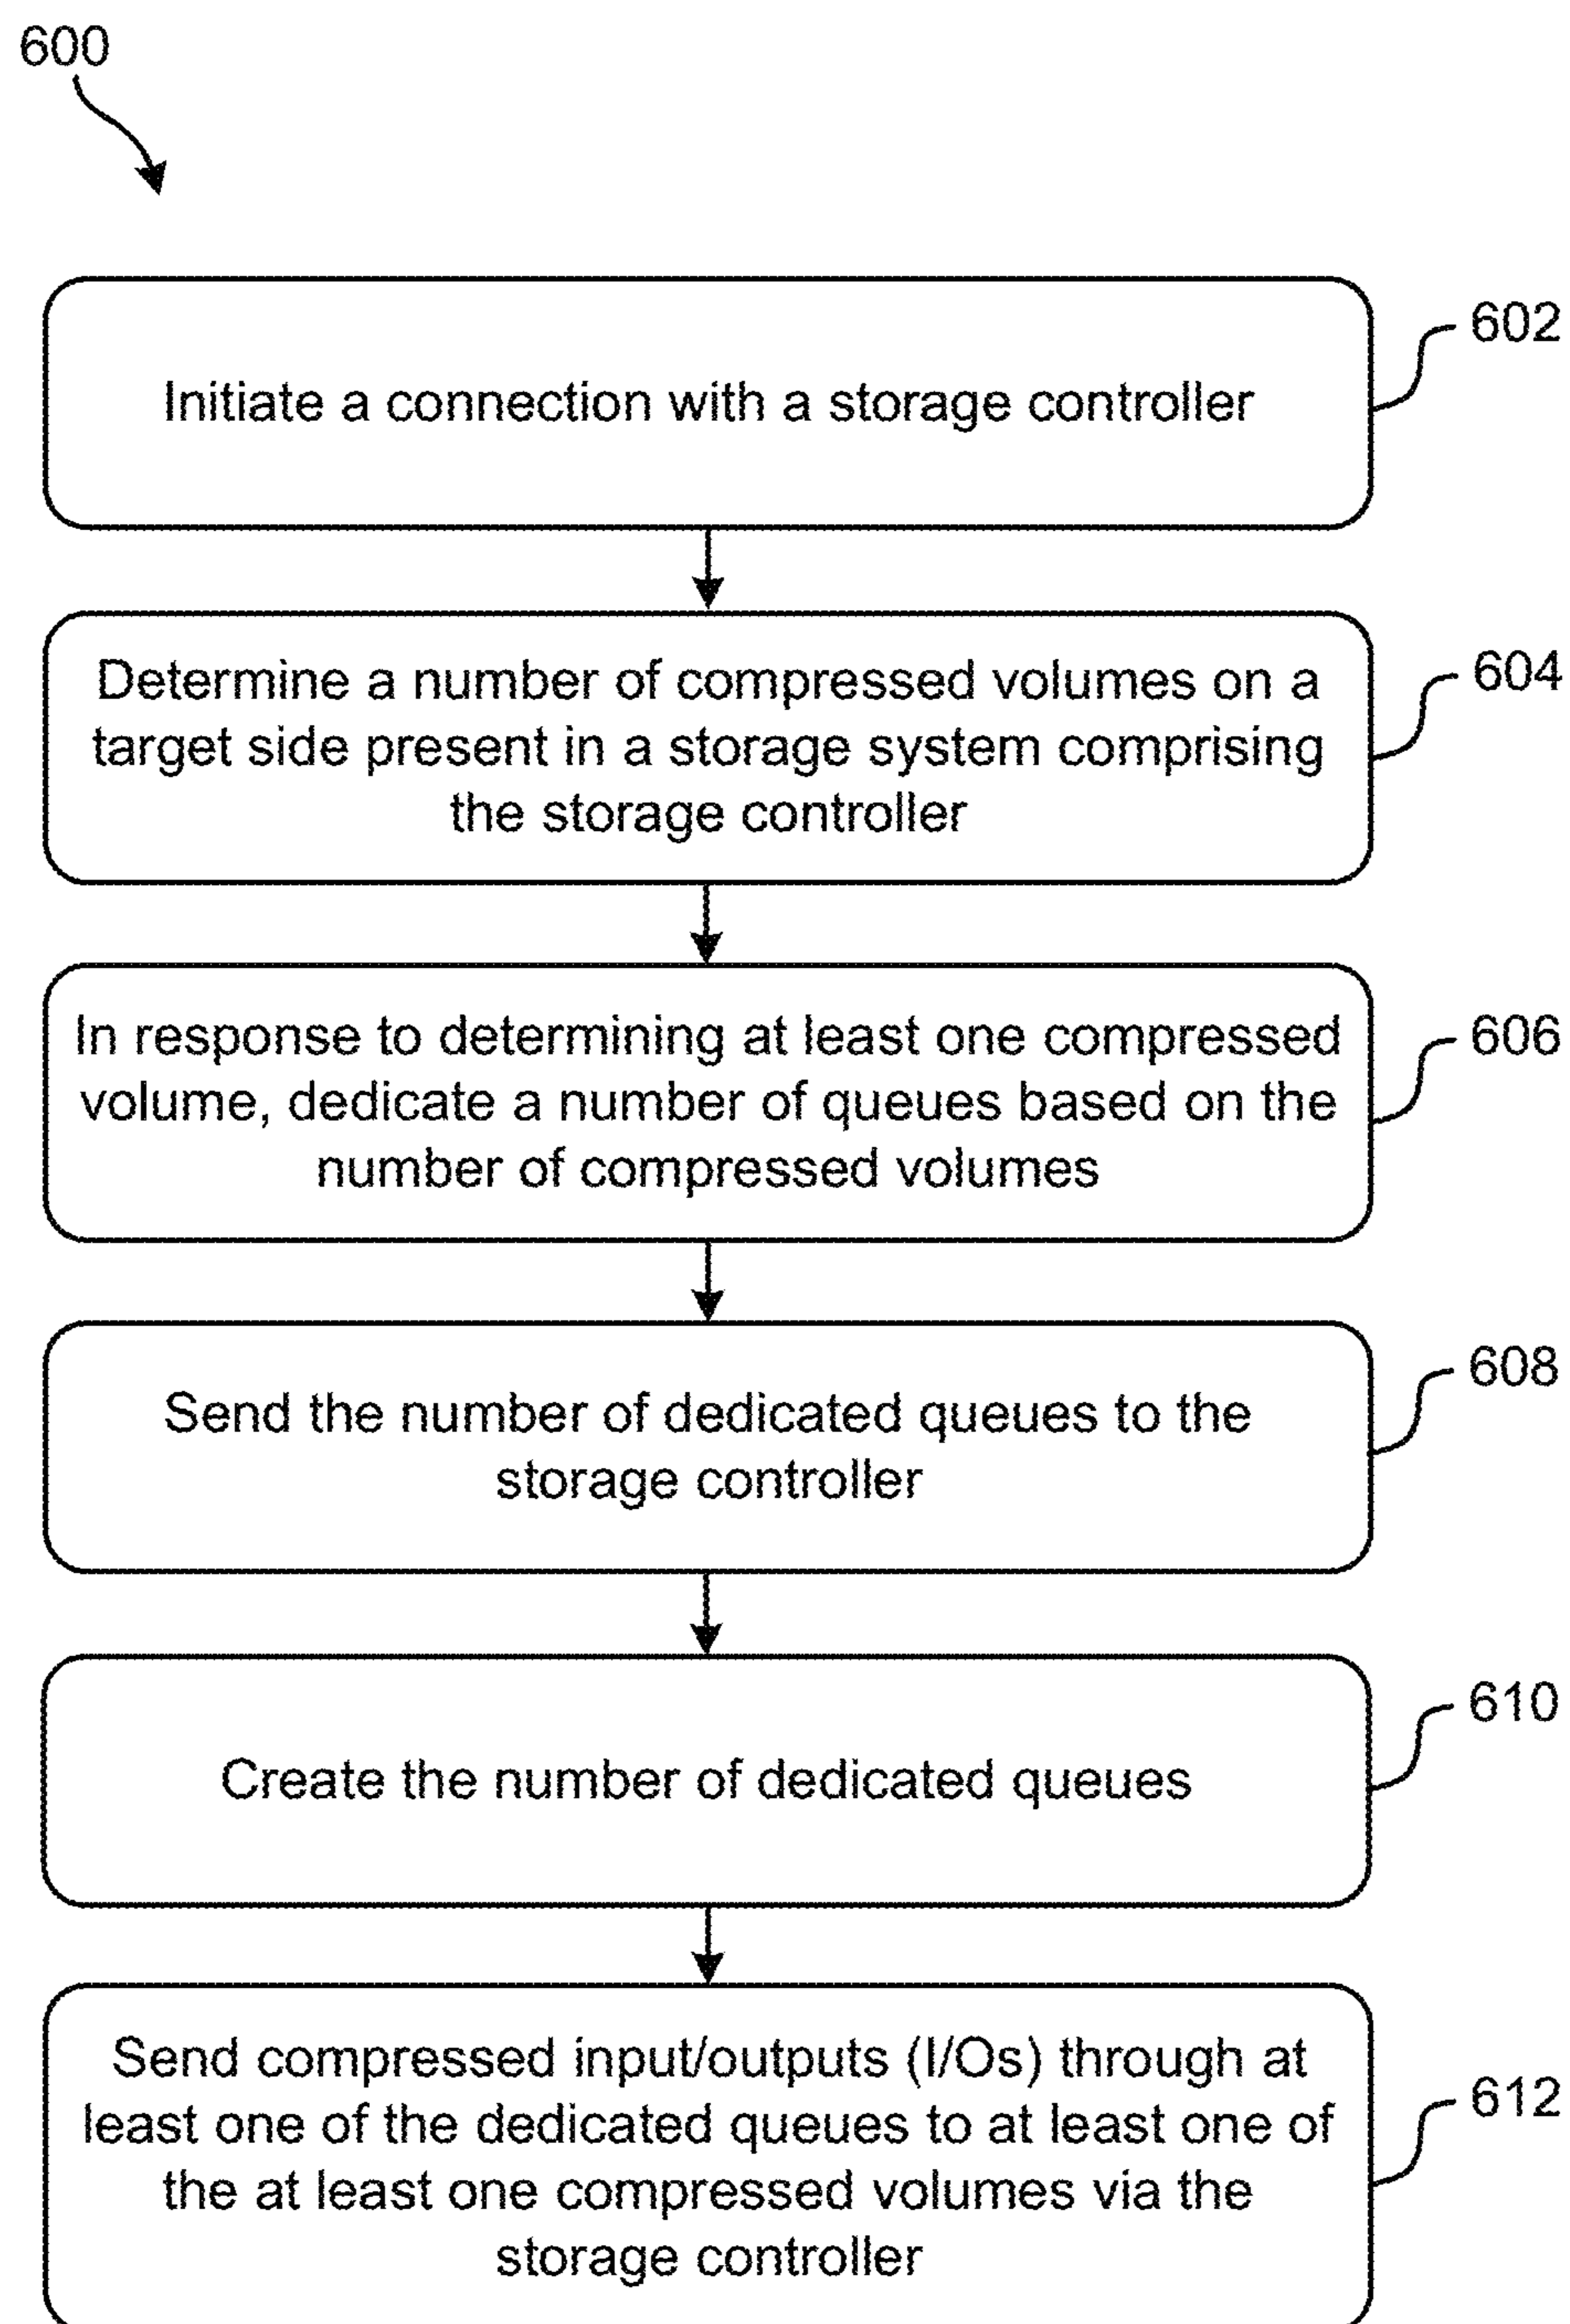 600
Initiate a connection with a storage controller
602
Determine a number of compressed volumes on a
target side present in a storage system comprising
the storage controller
604
In response to determining at least one compressed
volume, dedicate a number of queues based on the
number of compressed volumes
606
Send the number of dedicated queues to the
storage controller
608
Create the number of dedicated queues
610
Send compressed input/outputs (I/Os) through at
least one of the dedicated queues to at least one of
the at least one compressed volumes via the
storage controller
612